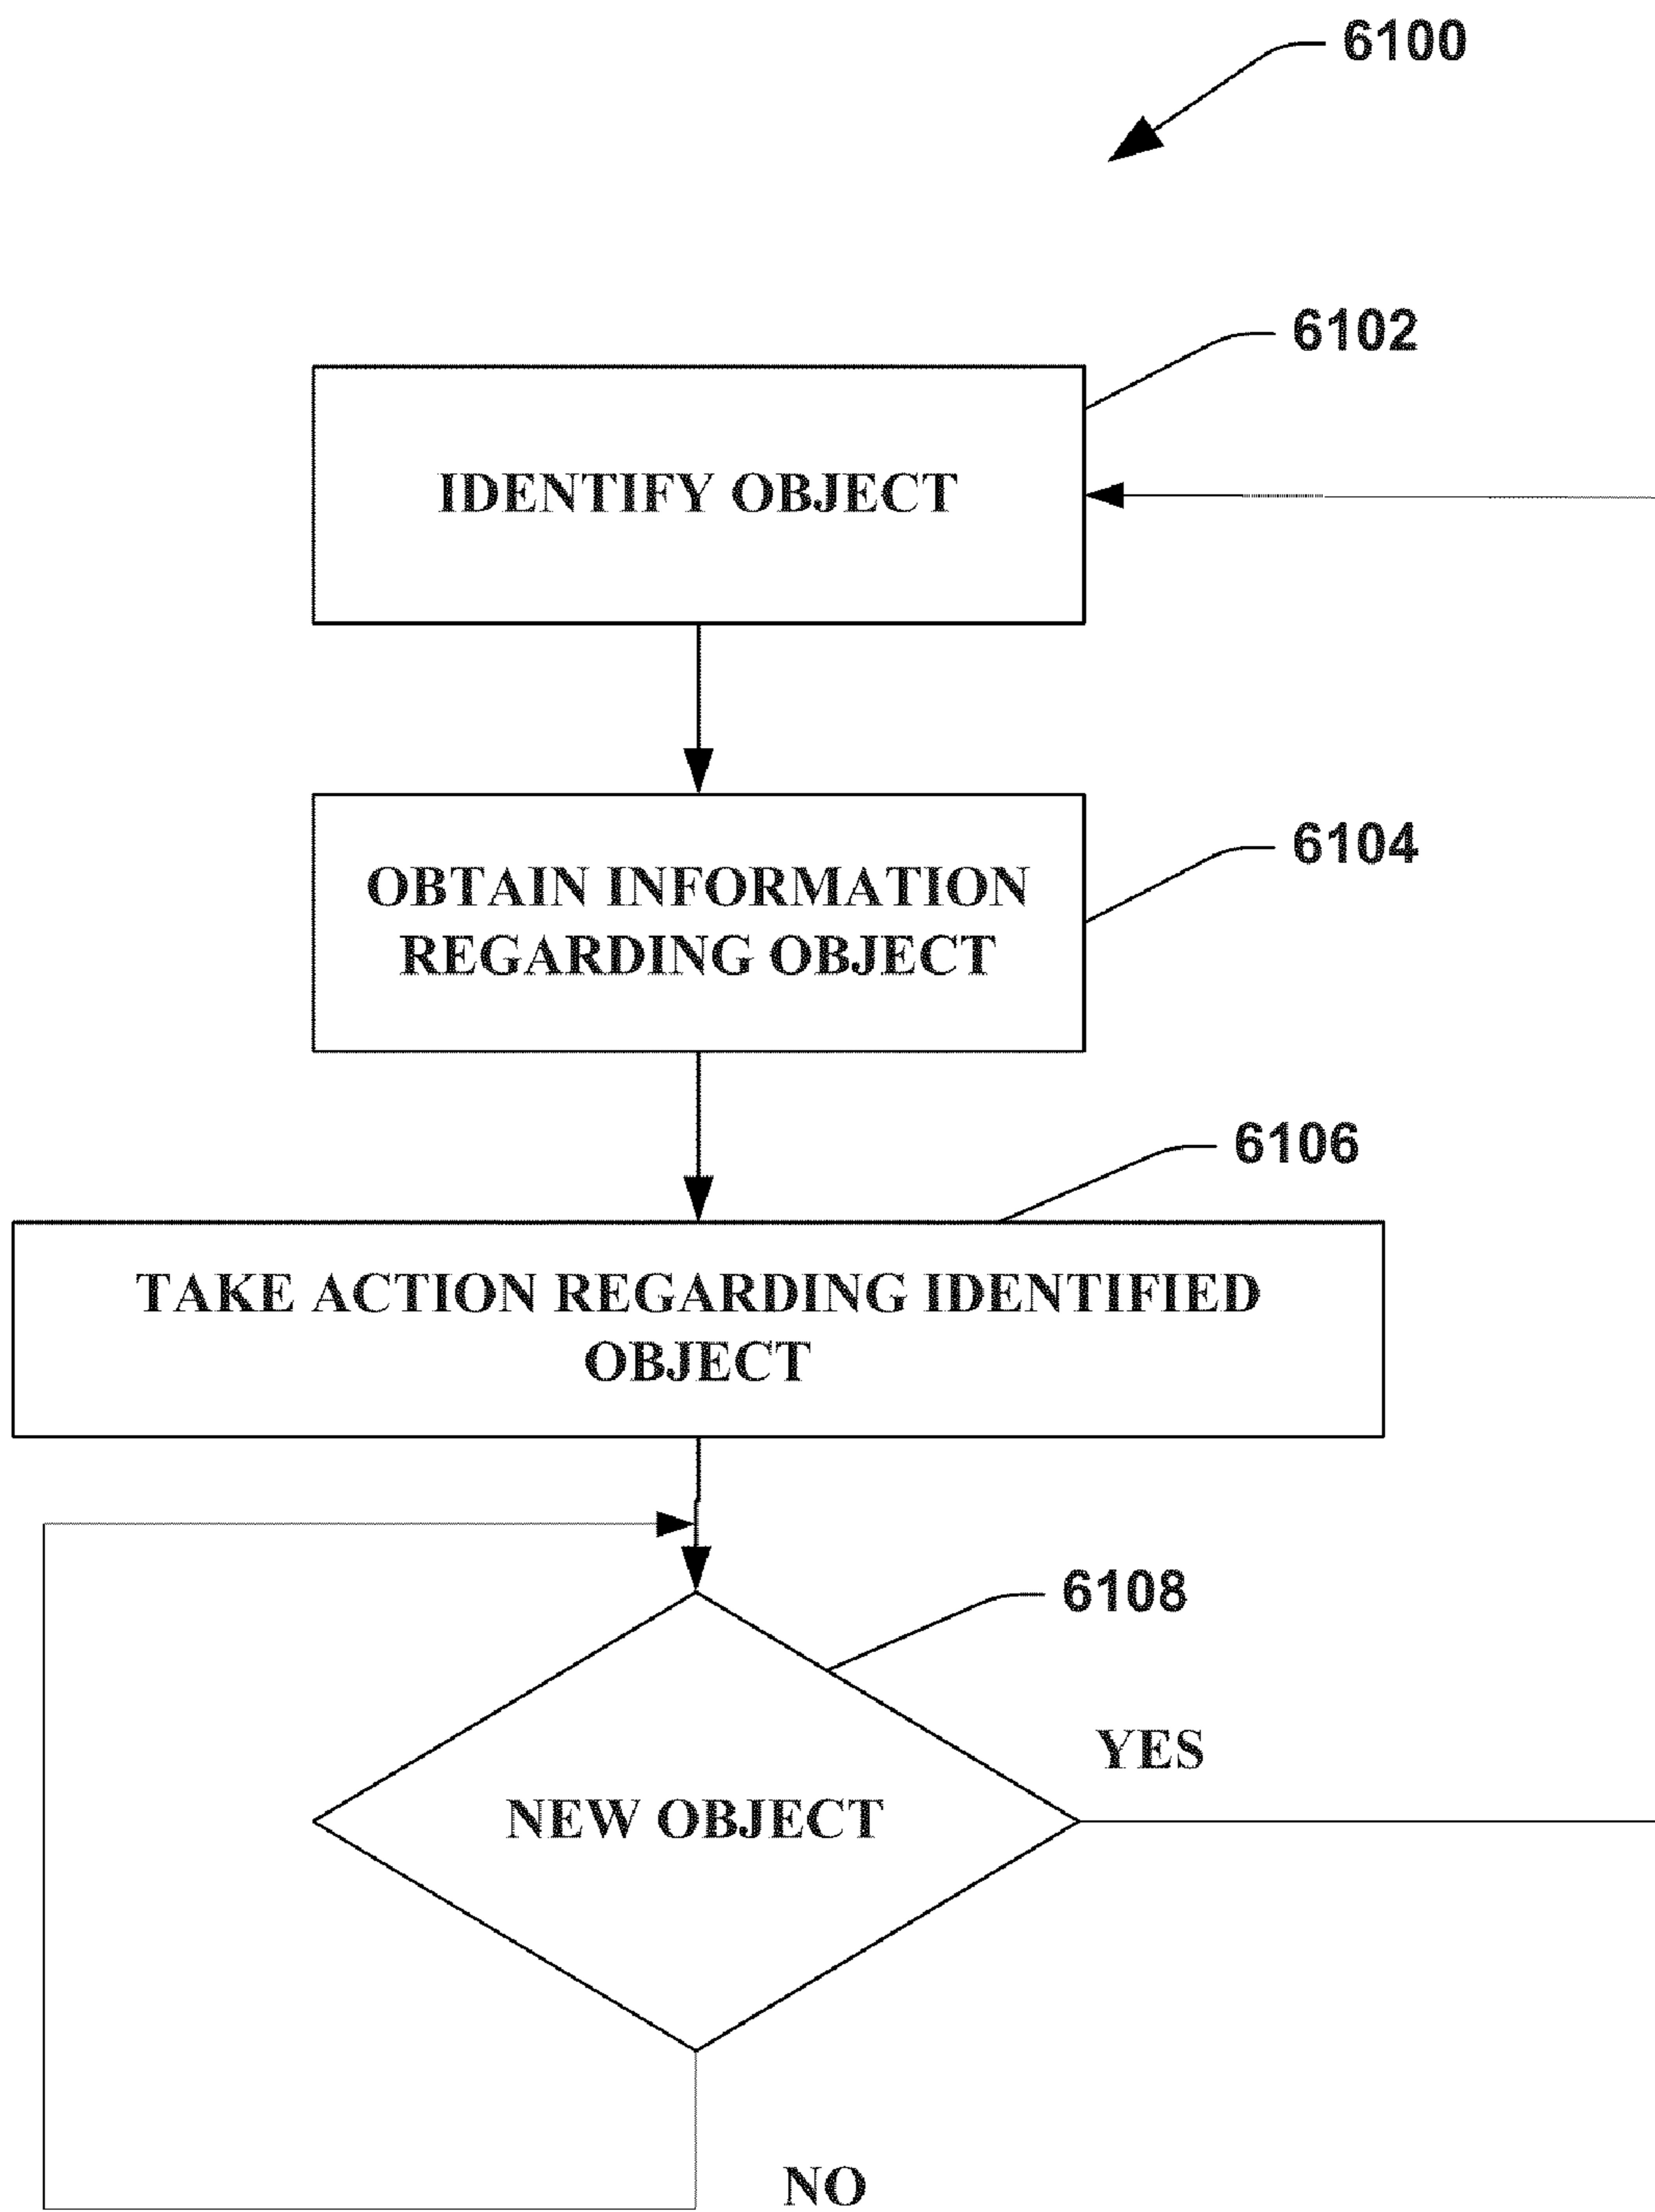 6100
6102
IDENTIFY OBJECT
6104
OBTAIN INFORMATION
REGARDING OBJECT
6106
TAKE ACTION REGARDING IDENTIFIED
OBJECT
6108
YES
NEW OBJECT
NO